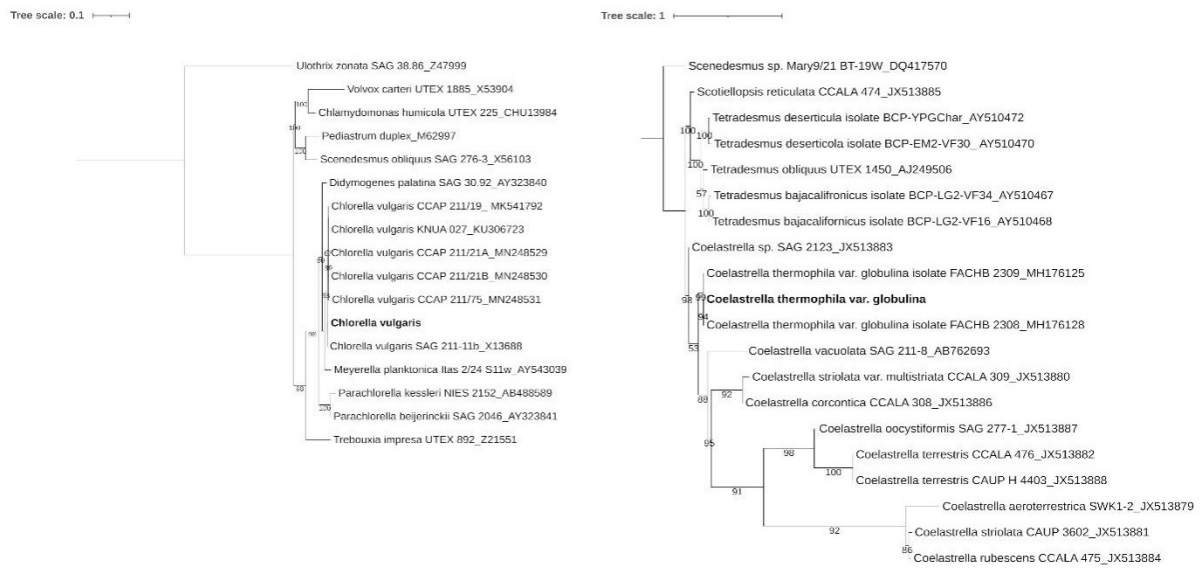 Tree scale: 0.1
Ulothrix zonata SAG 38.86_Z47999
Volvox carteri UTEX 1885_X53904
100
Chlamydomonas humicola UTEX 225_CHU13984
100
Pediastrum duplex_M62997
100
Scenedesmus obliquus SAG 276-3_X56103
Didymogenes palatina SAG 30.92_AY323840
Chlorella vulgaris CCAP 211/19_ MK541792
Chlorella vulgaris KNUA 027_KU306723
Chlorella vulgaris CCAP 211/21A_MN248529
Chlorella vulgaris CCAP 211/21B_MN248530
Chlorella vulgaris CCAP 211/75_MN248531
Chlorella vulgaris
Chlorella vulgaris SAG 211-11b_X13688
Meyerella planktonica Itas 2/24 S11w_AY543039
Parachlorella kessleri NIES 2152_AB488589
100
Parachlorella beijerinckii SAG 2046_AY323841
Trebouxia impresa UTEX 892_Z21551
Tree scale: 1
Scenedesmus sp. Mary9/21 BT-19W_DQ417570
Scotiellopsis reticulata CCALA 474_JX513885
Tetradesmus deserticula isolate BCP-YPGChar_AY510472
100
100
Tetradesmus deserticola isolate BCP-EM2-VF30_AY510470
100
Tetradesmus obliquus UTEX 1450_AJ249506
57
Tetradesmus bajacalifronicus isolate BCP-LG2-VF34_AY510467
100
Tetradesmus bajacalifornicus isolate BCP-LG2-VF16_AY510468
Coelastrella sp. SAG 2123_JX513883
Coelastrella thermophila var. globulina isolate FACHB 2309_MH176125
98
99
Coelastrella thermophila var. globulina
94
Coelastrella thermophila var. globulina isolate FACHB 2308_MH176128
53
Coelastrella vacuolata SAG 211-8_AB762693
Coelastrella striolata var. multistriata CCALA 309_JX513880
92
88
Coelastrella corcontica CCALA 308_JX513886
Coelastrella oocystiformis SAG 277-1_JX513887
95
98
Coelastrella terrestris CCALA 476_JX513882
100
Coelastrella terrestris CAUP H 4403_JX513888
91
Coelastrella aeroterrestrica SWK1-2_JX513879
92
Coelastrella striolata CAUP 3602_JX513881
86
Coelastrella rubescens CCALA 475_JX513884